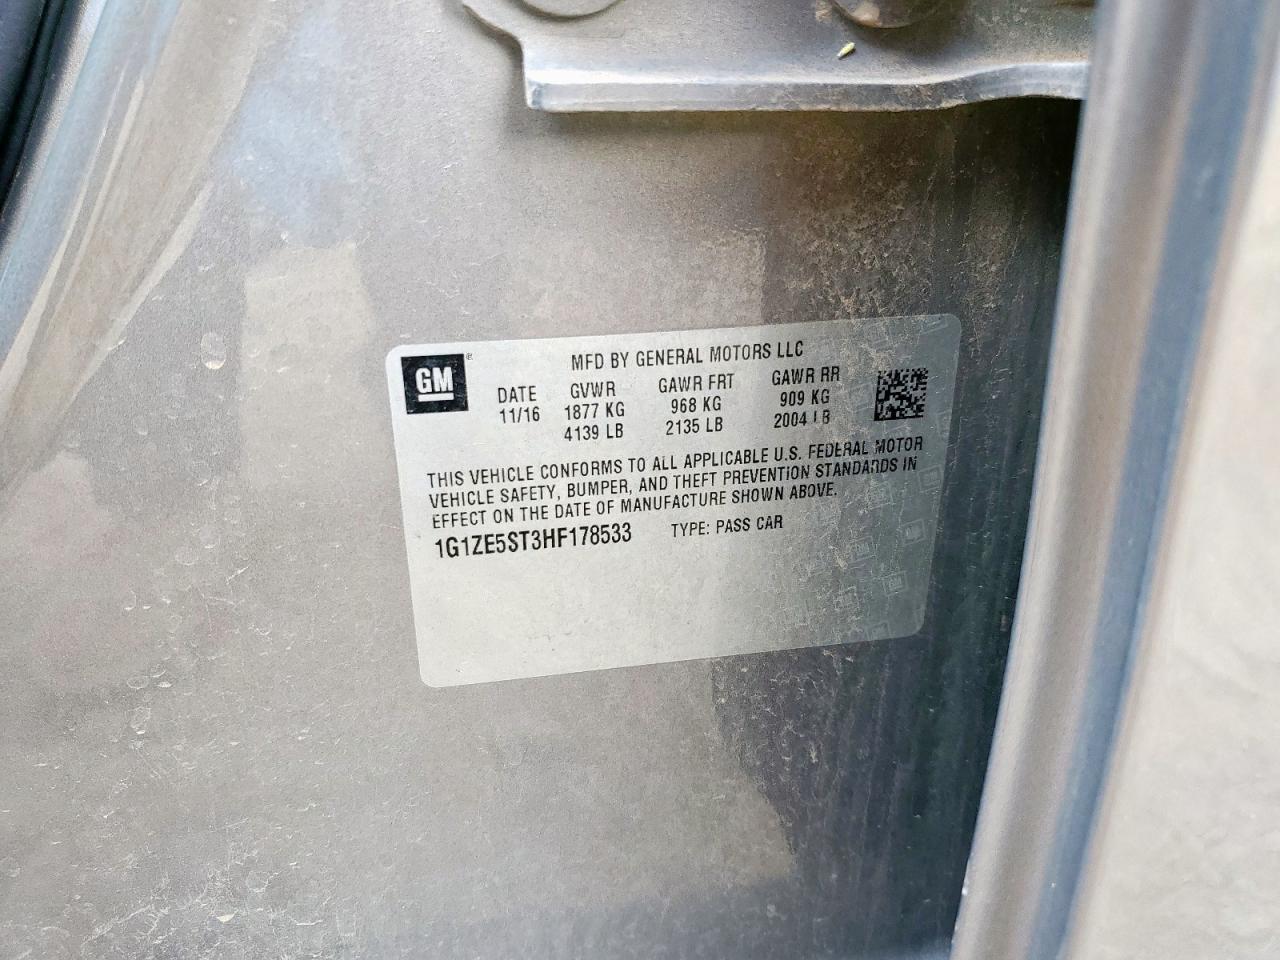 GM
MFD BY GENERAL MOTORS LLC
DATE GVWR GAWR FRT GAWR RR
11/16 1877 KG 968 KG 909 KG
4139 LB 2135 LB 2004 LB
THIS VEHICLE CONFORMS TO ALL APPLICABLE U.S. FEDERAL MOTOR
VEHICLE SAFETY, BUMPER, AND THEFT PREVENTION STANDARDS IN
EFFECT ON THE DATE OF MANUFACTURE SHOWN ABOVE.
1G1ZE5ST3HF178533 TYPE: PASS CAR